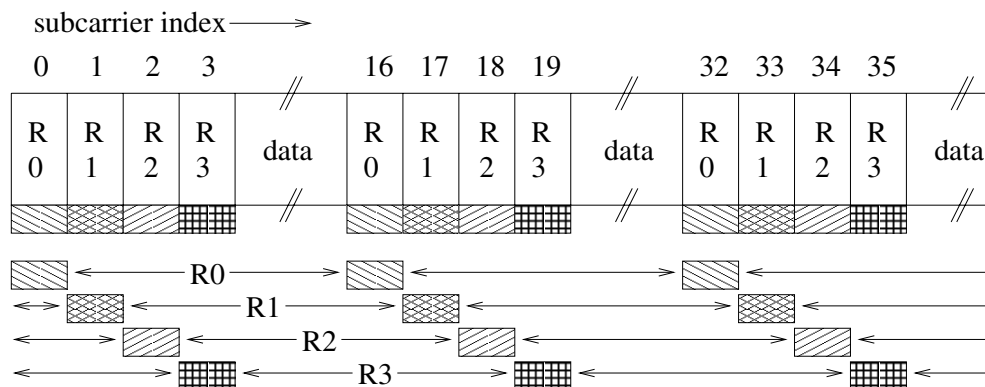 subcarrier index
0 1 2 3 16 17 18 19 32 33 34 35
R R R R R R R R R R R R
0 1 2 3 data 0 1 2 3 data 0 1 2 3 data
R0
R1
R2
R3